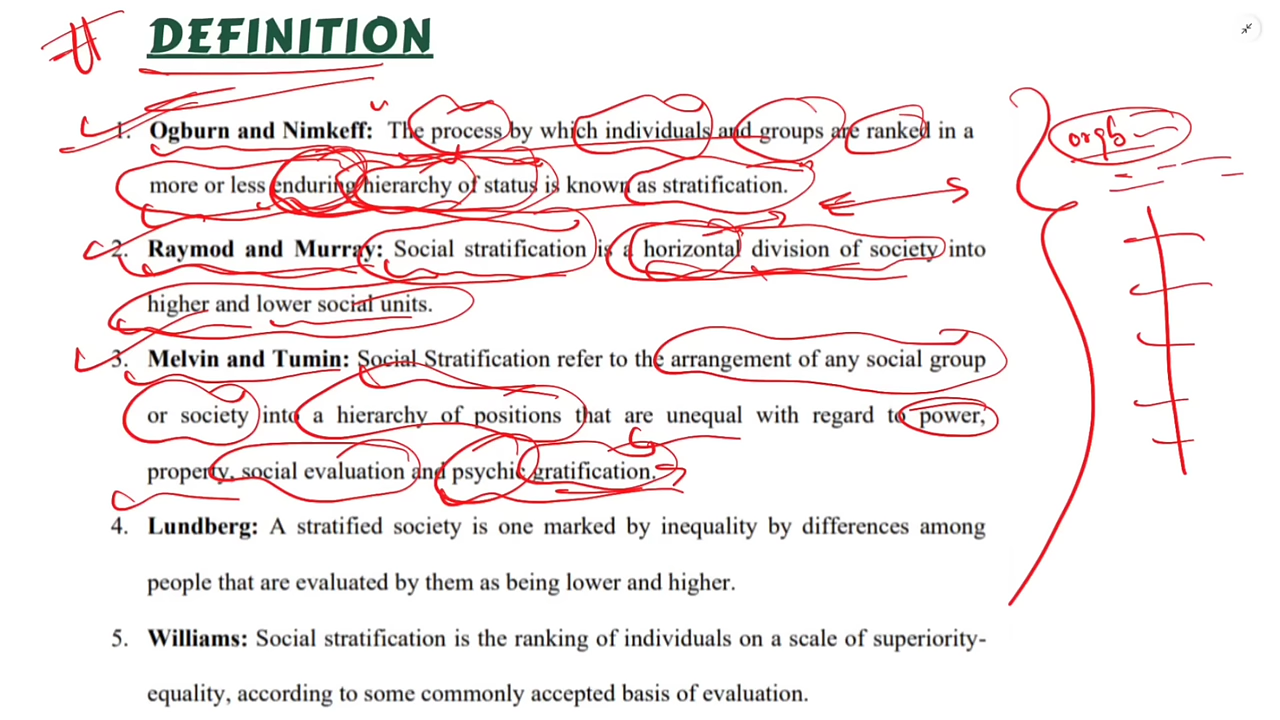 DEFINITION
1. Ogburn and Nimkeff: The process by which individuals and groups are ranked in a
more or less enduring hierarchy of status is known as stratification.
2. Raymod and Murray: Social stratification is a horizontal division of society into
higher and lower social units.
3. Melvin and Tumin: Social Stratification refer to the arrangement of any social group
or society into a hierarchy of positions that are unequal with regard to power,
property, social evaluation and psychic gratification.
4. Lundberg: A stratified society is one marked by inequality by differences among
people that are evaluated by them as being lower and higher.
5. Williams: Social stratification is the ranking of individuals on a scale of superiority-
equality, according to some commonly accepted basis of evaluation.